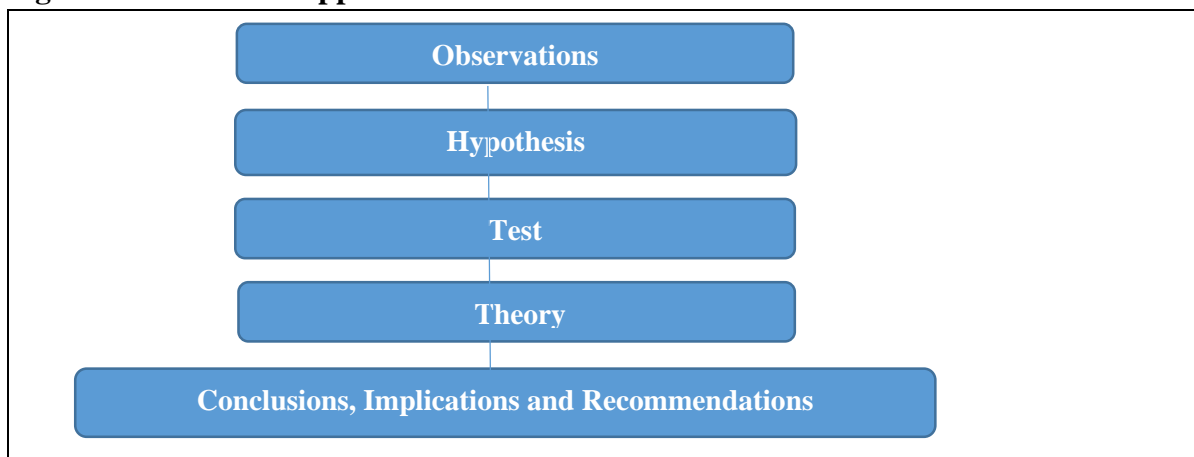 Observations
Hypothesis
Test
Theory
Conclusions, Implications and Recommendations